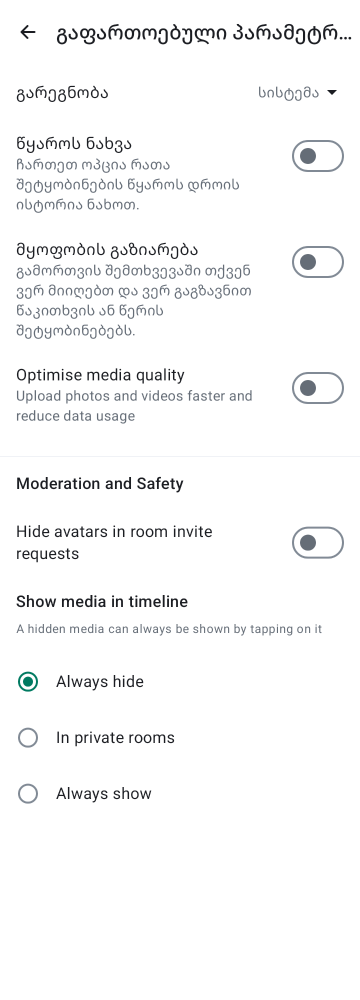 გაფართოებული პარამეტრ...
გარეგნობა
სისტემა
წყაროს ნახვა
ჩართეთ ოპცია რათა
შეტყობინების წყაროს დროის
ისტორია ნახოთ.
მყოფობის გაზიარება
გამორთვის შემთხვევაში თქვენ
ვერ მიიღებთ და ვერ გაგზავნით
წაკითხვის ან წერის
შეტყობინებებს.
Optimise media quality
Upload photos and videos faster and
reduce data usage
Moderation and Safety
Hide avatars in room invite
requests
Show media in timeline
A hidden media can always be shown by tapping on it
Always hide
In private rooms
Always show